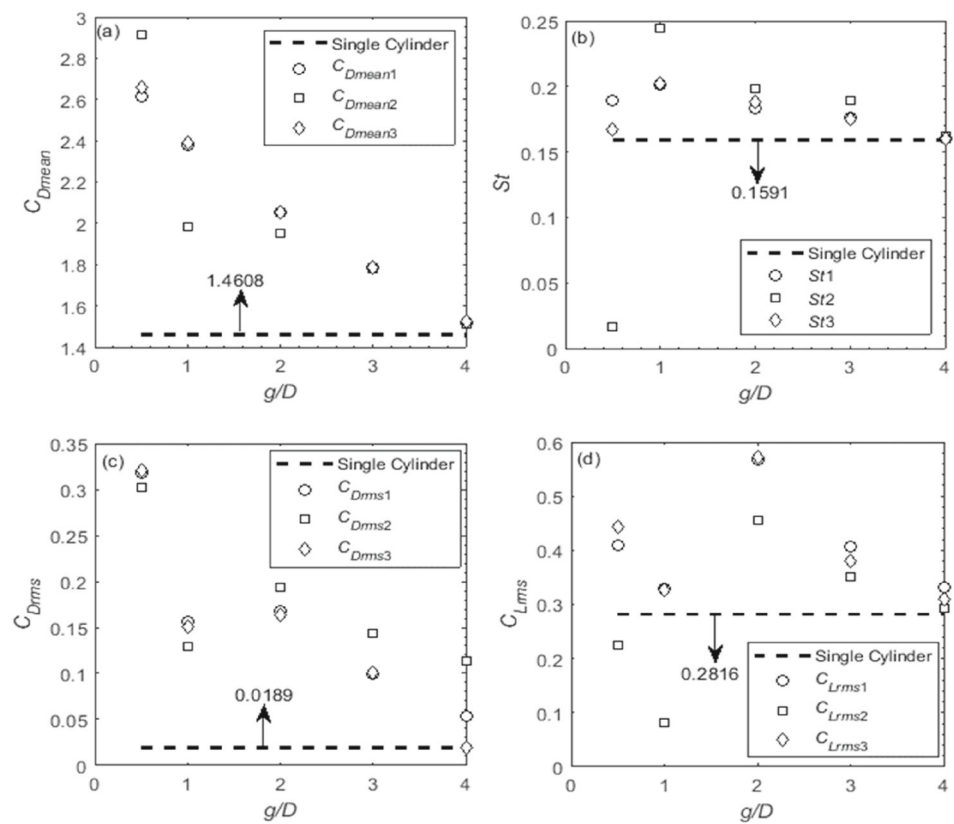 (a)
3
2.8
2.6
2.4
2.2
2
1.8
1.6
1.4
C_Dmean
Single Cylinder
C_Dmean1
C_Dmean2
C_Dmean3
1.4608
0 1 2 3 4
g/D
(b)
0.25
0.2
0.15
0.1
0.05
0
St
0.1591
Single Cylinder
St1
St2
St3
0 1 2 3 4
g/D
(c)
0.35
0.3
0.25
0.2
0.15
0.1
0.05
0
C_Drms
Single Cylinder
C_Drms1
C_Drms2
C_Drms3
0.0189
0 1 2 3 4
g/D
(d)
0.6
0.5
0.4
0.3
0.2
0.1
0
C_Lrms
0.2816
Single Cylinder
C_Lrms1
C_Lrms2
C_Lrms3
0 1 2 3 4
g/D